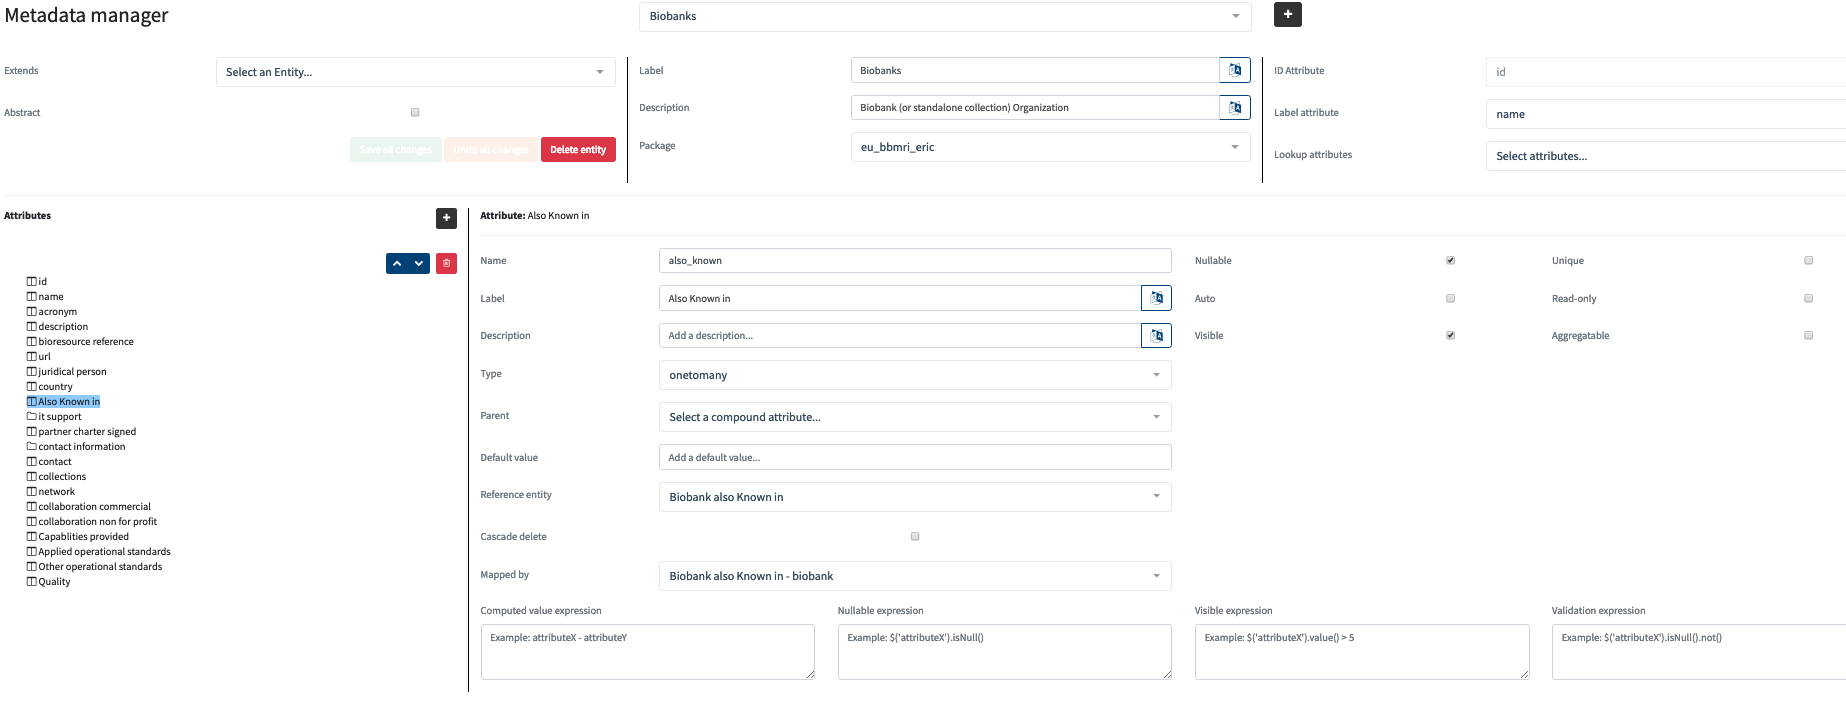 Metadata manager
Biobanks
Extends
Select an Entity...
Abstract
Save all changes
Undo all changes
Delete entity
Label
Biobanks
Description
Biobank (or standalone collection) Organization
Package
eu_bbmri_eric
ID Attribute
id
Label attribute
name
Lookup attributes
Select attributes...
Attributes
id
name
acronym
description
bioresource reference
url
juridical person
country
Also Known in
it support
partner charter signed
contact information
contact
collections
network
collaboration commercial
collaboration non for profit
Capablities provided
Applied operational standards
Other operational standards
Quality
Attribute: Also Known in
Name
also_known
Label
Also Known in
Description
Add a description...
Type
onetomany
Parent
Select a compound attribute...
Default value
Add a default value...
Reference entity
Biobank also Known in
Cascade delete
Mapped by
Biobank also Known in - biobank
Nullable
Unique
Auto
Read-only
Visible
Aggregatable
Computed value expression
Example: attributeX - attributeY
Nullable expression
Example: $('attributeX').isNull()
Visible expression
Example: $('attributeX').value() > 5
Validation expression
Example: $('attributeX').isNull().not()